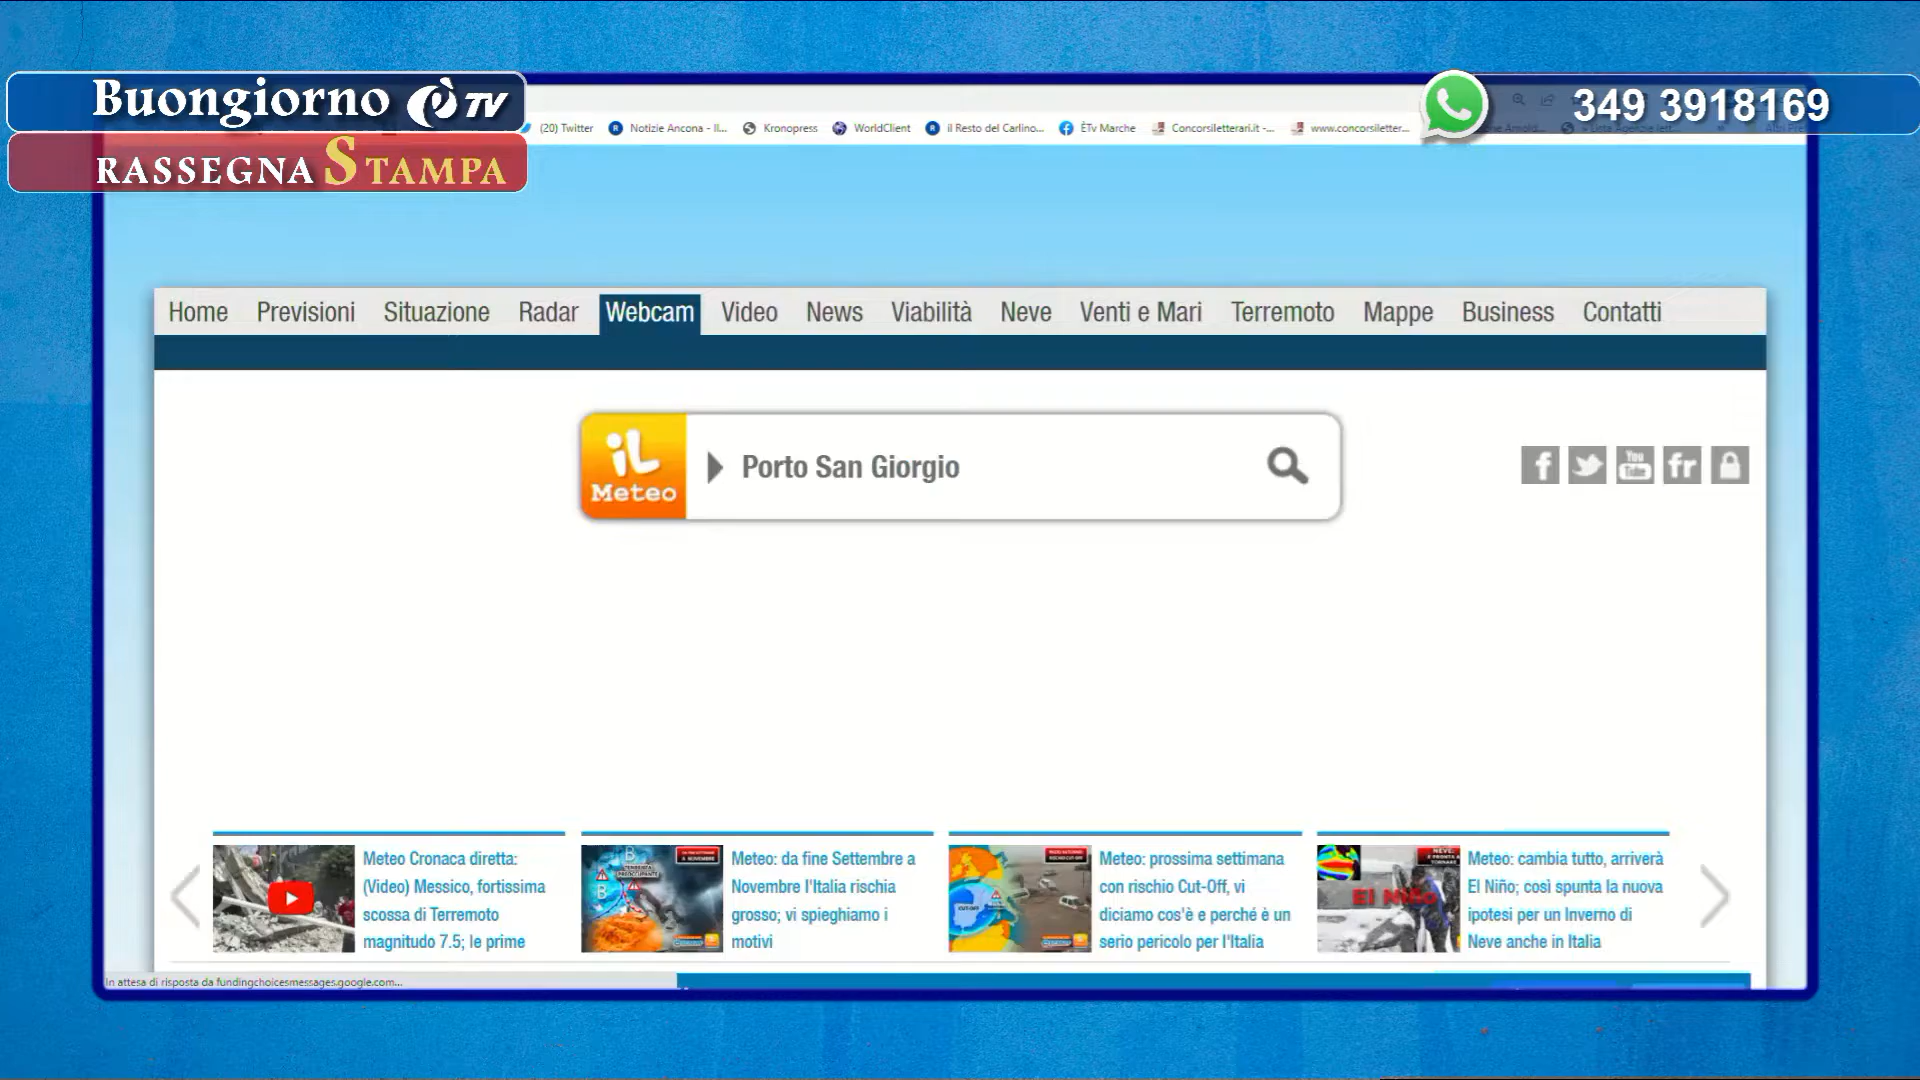 Buongiorno èTV
RASSEGNA STAMPA
349 3918169
(20) Twitter
Notizie Ancona - Il...
Kronopress
WorldClient
il Resto del Carlino...
ÈTv Marche
Concorsiletterari.it -...
www.concorsiletter...
Home
Previsioni
Situazione
Radar
Webcam
Video
News
Viabilità
Neve
Venti e Mari
Terremoto
Mappe
Business
Contatti
iL
Meteo
Porto San Giorgio
f
You
Tube
fr
Meteo Cronaca diretta:
(Video) Messico, fortissima
scossa di Terremoto
magnitudo 7.5; le prime
Meteo: da fine Settembre a
Novembre l'Italia rischia
grosso; vi spieghiamo i
motivi
Meteo: prossima settimana
con rischio Cut-Off, vi
diciamo cos'è e perché è un
serio pericolo per l'Italia
El Niño
Meteo: cambia tutto, arriverà
El Niño; così spunta la nuova
ipotesi per un Inverno di
Neve anche in Italia
In attesa di risposta da fundingchoicesmessages.google.com...